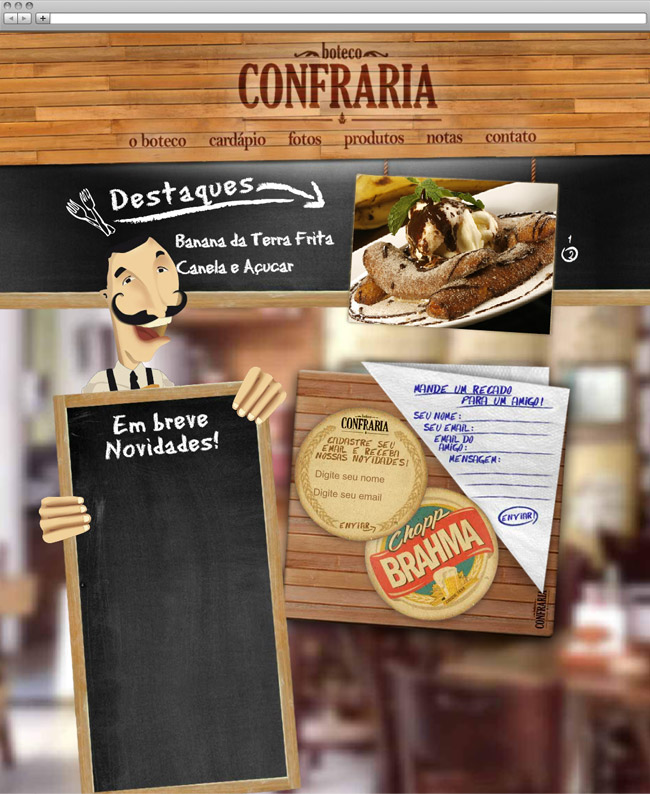 boteco
CONFRARIA
o boteco cardápio fotos produtos notas contato
Destaques
Banana da Terra Frita
Canela e Açucar
1
2
Em breve
Novidades!
boteco
CONFRARIA
CADASTRE SEU
EMAIL E RECEBA
NOSSAS NOVIDADES!
Digite seu nome
Digite seu email
ENVIAR
Chopp
BRAHMA
MANDE UM RECADO
PARA UM AMIGO!
SEU NOME:
SEU EMAIL:
EMAIL DO
AMIGO:
MENSAGEM:
ENVIAR!
CONFRARIA